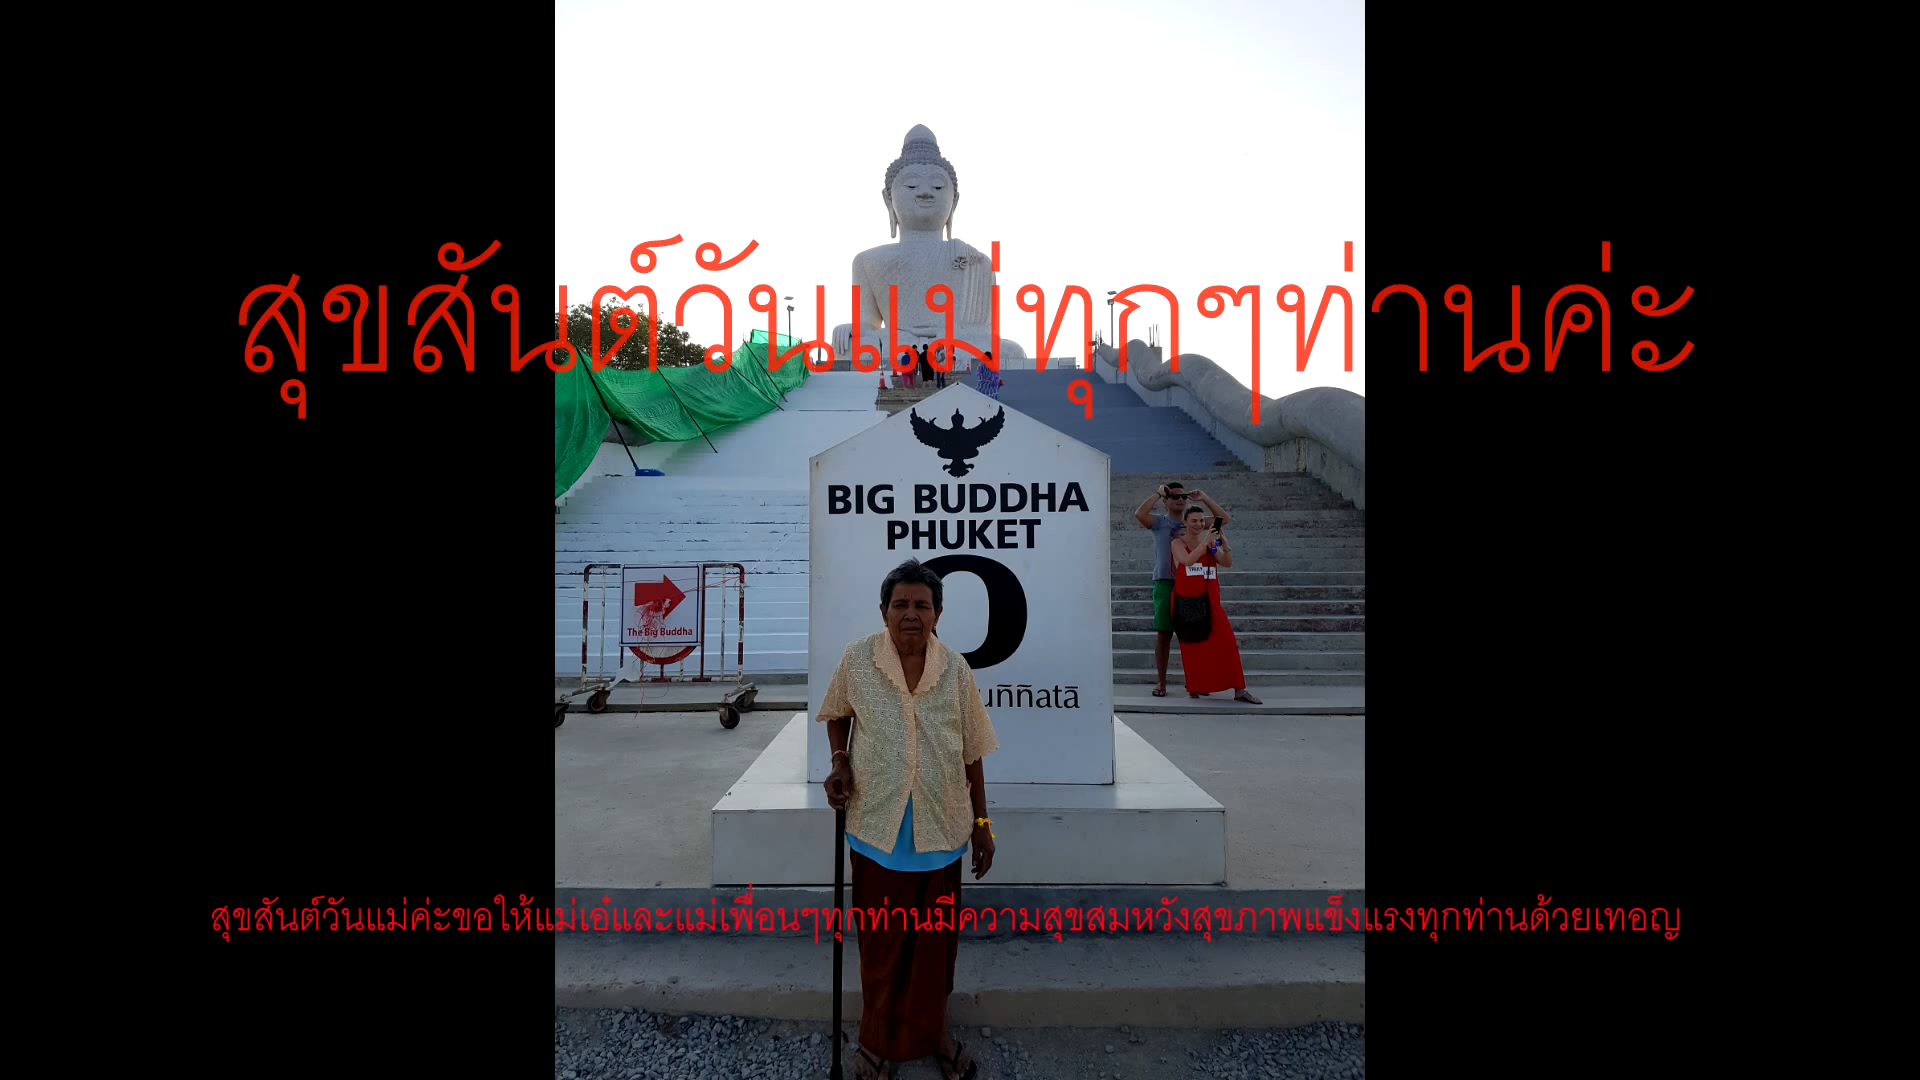 สุขสันต์วันแม่ทุกๆท่านค่ะ
BIG BUDDHA
PHUKET
The Big Buddha
uññatā
สุขสันต์วันแม่ค่ะขอให้แม่เอ๋และแม่เพื่อนๆทุกท่านมีความสุขสมหวังสุขภาพแข็งแรงทุกท่านด้วยเทอญ